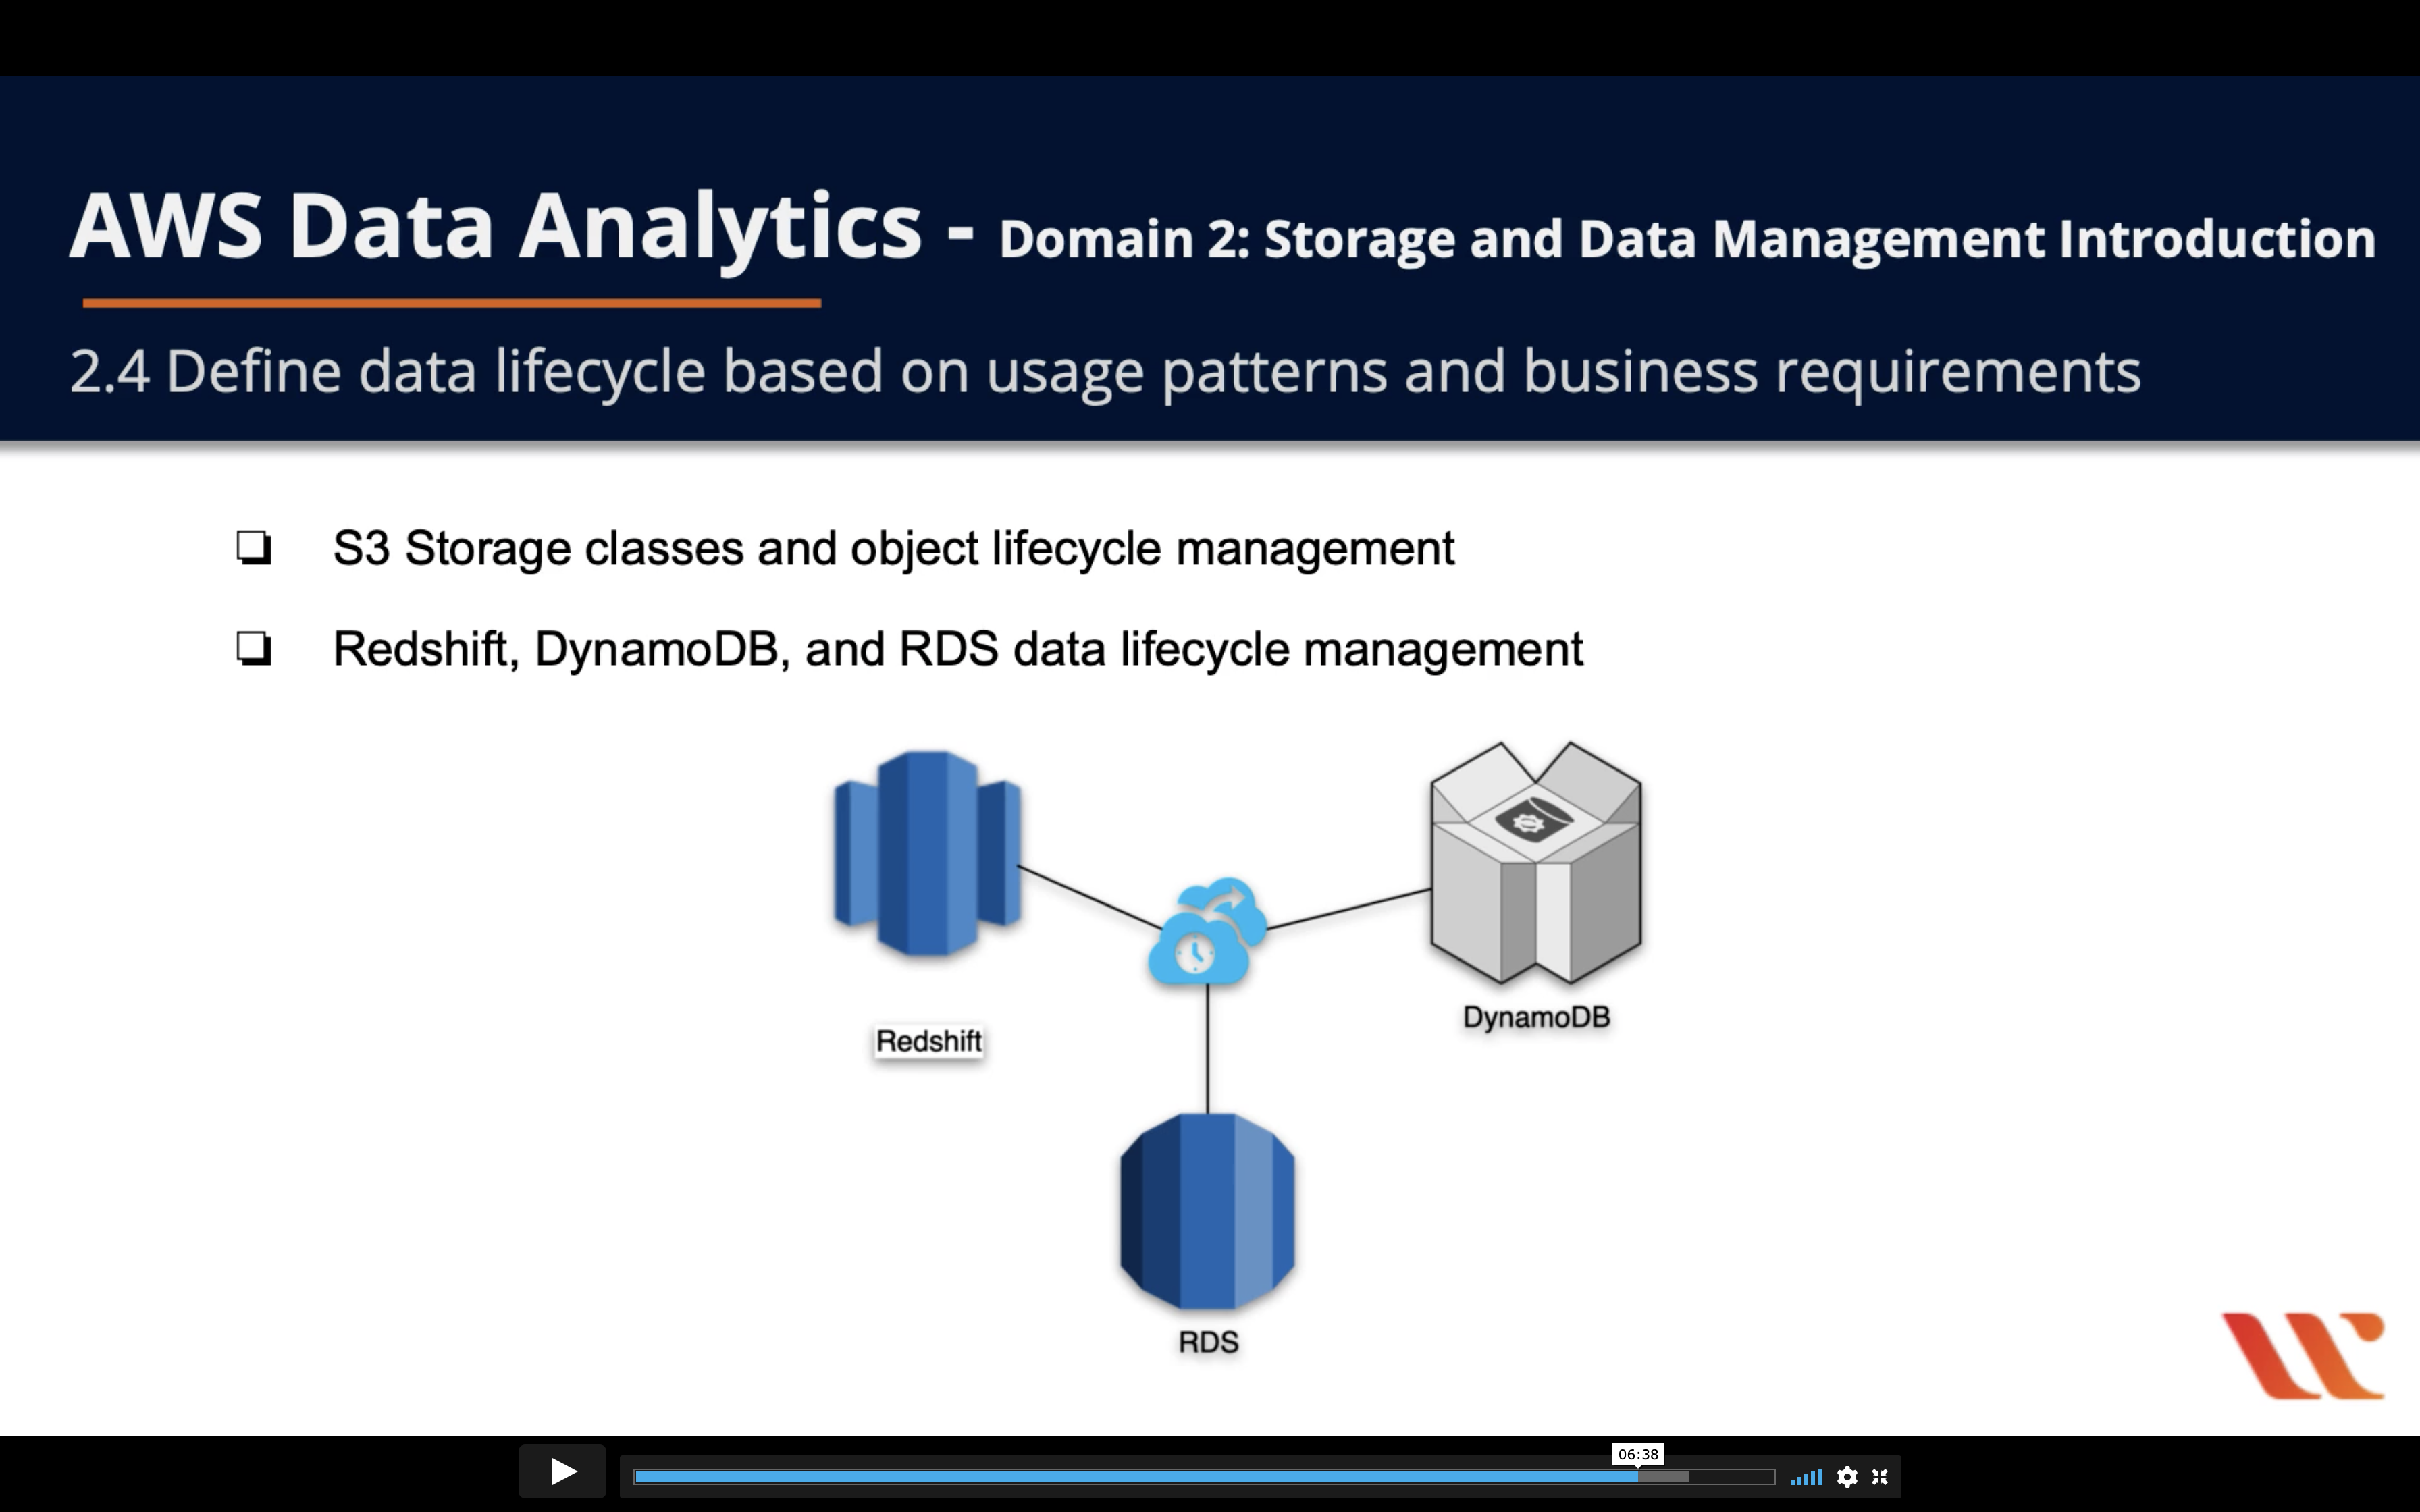 AWS Data Analytics - Domain 2: Storage and Data Management Introduction
2.4 Define data lifecycle based on usage patterns and business requirements
S3 Storage classes and object lifecycle management
Redshift, DynamoDB, and RDS data lifecycle management
Redshift
DynamoDB
RDS
06:38